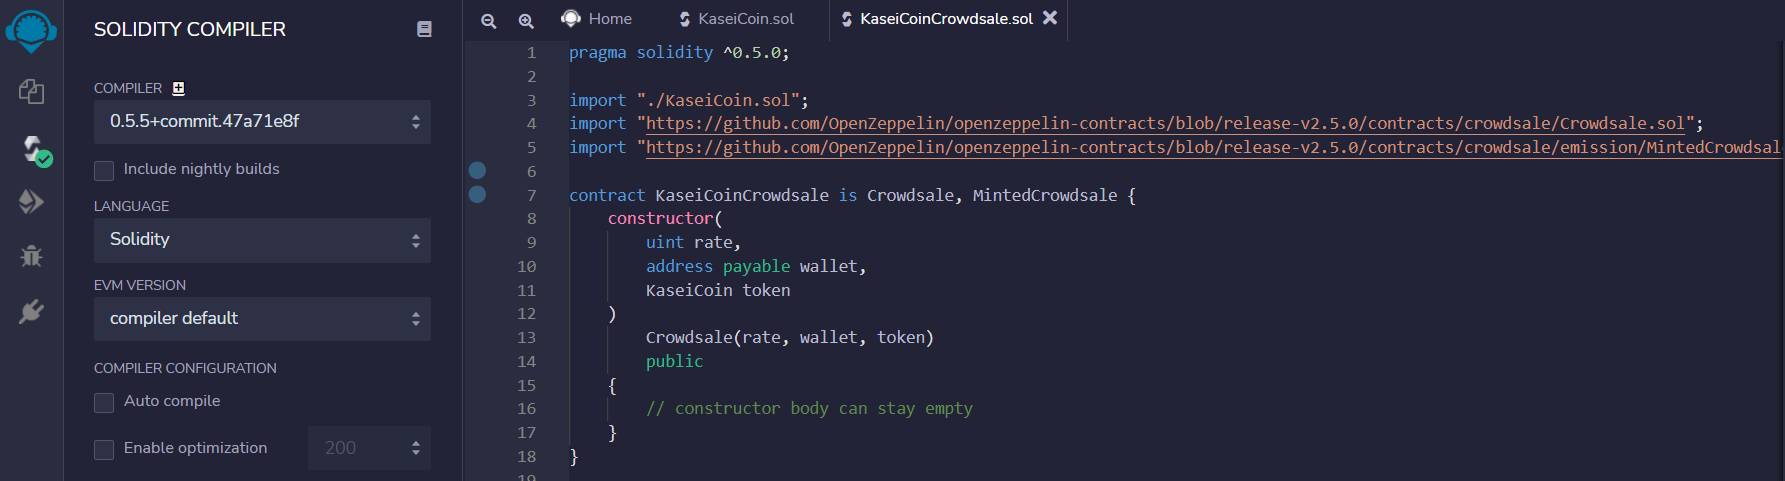 SOLIDITY COMPILER
COMPILER
0.5.5+commit.47a71e8f
Include nightly builds
LANGUAGE
Solidity
EVM VERSION
compiler default
COMPILER CONFIGURATION
Auto compile
Enable optimization 200
Home KaseiCoin.sol KaseiCoinCrowdsale.sol
1 pragma solidity ^0.5.0;
2
3 import "./KaseiCoin.sol";
4 import "https://github.com/OpenZeppelin/openzeppelin-contracts/blob/release-v2.5.0/contracts/crowdsale/Crowdsale.sol";
5 import "https://github.com/OpenZeppelin/openzeppelin-contracts/blob/release-v2.5.0/contracts/crowdsale/emission/MintedCrowdsal
6
7 contract KaseiCoinCrowdsale is Crowdsale, MintedCrowdsale {
8 constructor(
9 uint rate,
10 address payable wallet,
11 KaseiCoin token
12 )
13 Crowdsale(rate, wallet, token)
14 public
15 {
16 // constructor body can stay empty
17 }
18 }
19